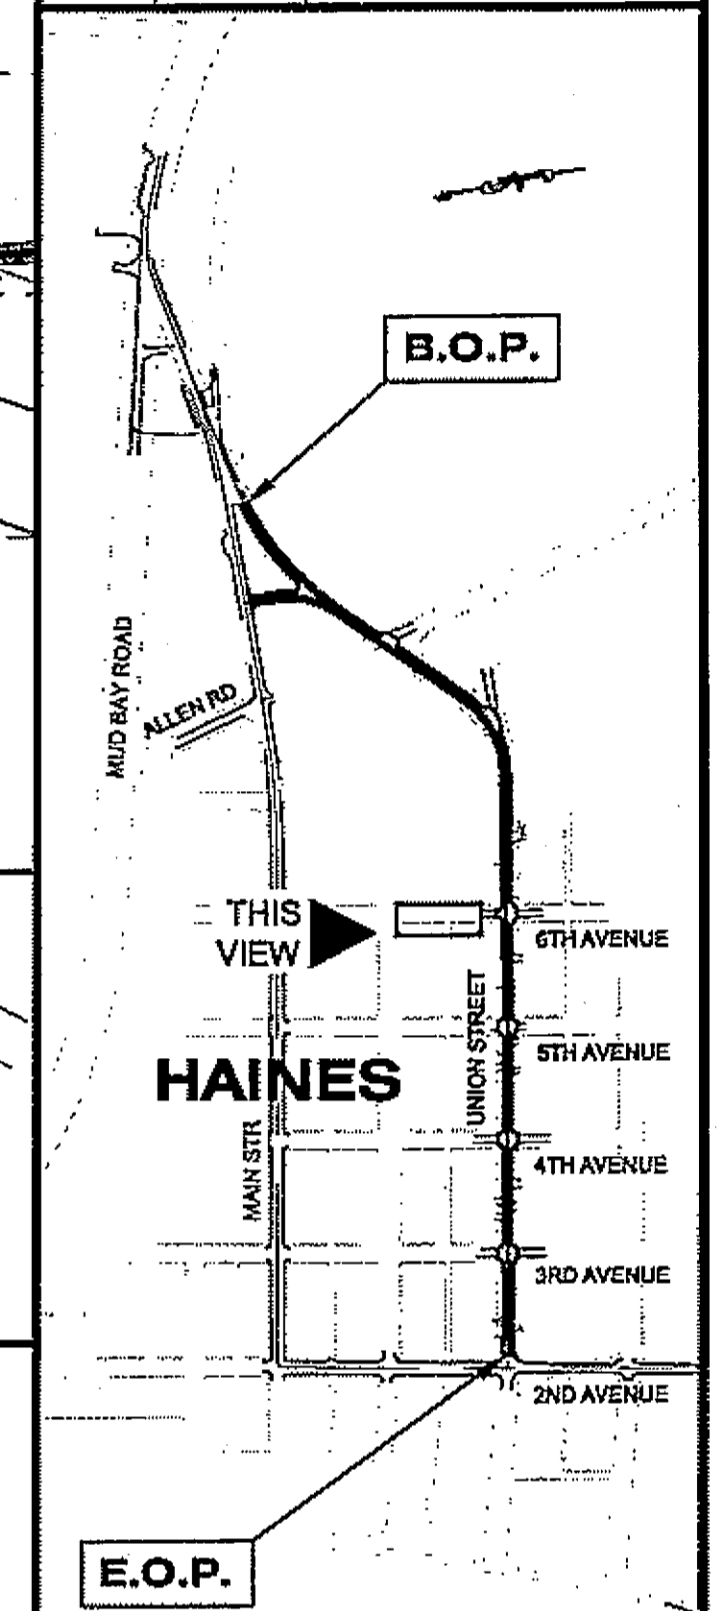 B.O.P.
MUD BAY ROAD
ALLEN RD
THIS
VIEW
6TH AVENUE
UNION STREET
5TH AVENUE
HAINES
MAIN STR
4TH AVENUE
3RD AVENUE
2ND AVENUE
E.O.P.